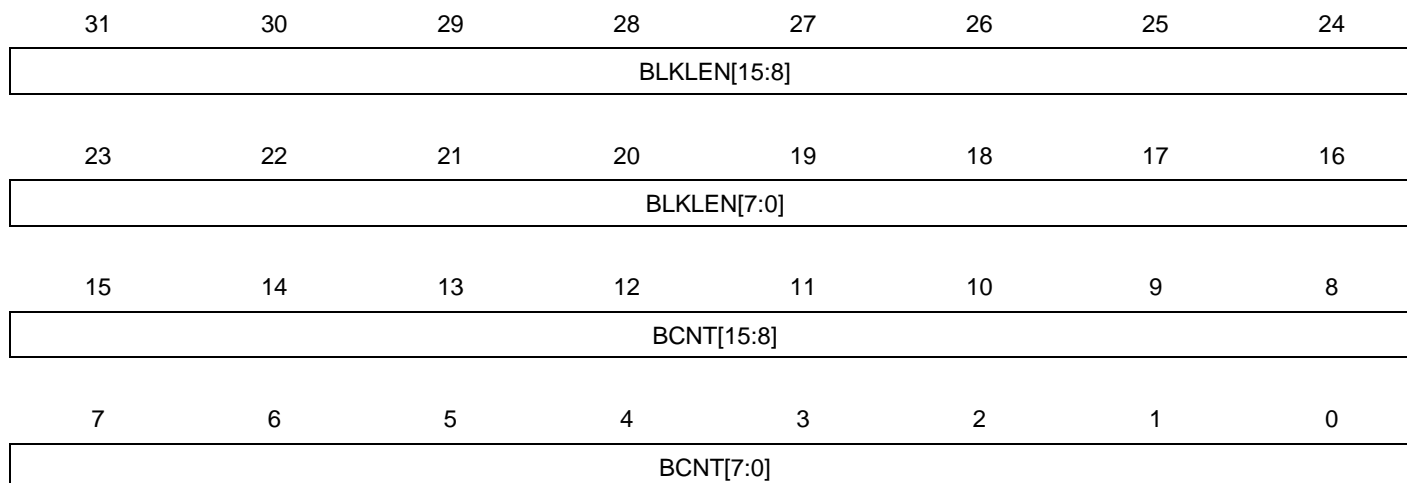 31 30 29 28 27 26 25 24
BLKLEN[15:8]
23 22 21 20 19 18 17 16
BLKLEN[7:0]
15 14 13 12 11 10 9 8
BCNT[15:8]
7 6 5 4 3 2 1 0
BCNT[7:0]